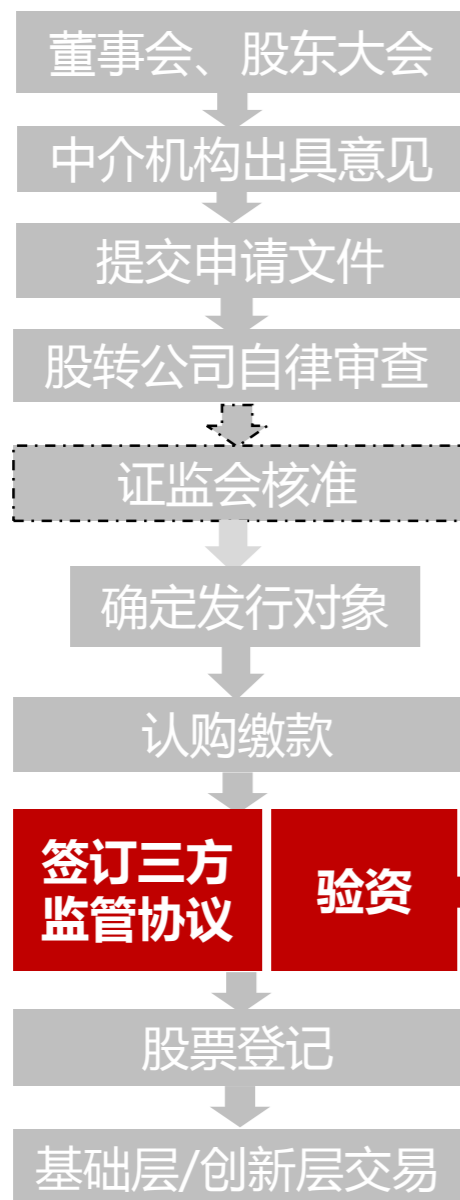 董事会、股东大会
中介机构出具意见
提交申请文件
股转公司自律审查
证监会核准
确定发行对象
认购缴款
签订三方
监管协议
验资
股票登记
基础层/创新层交易